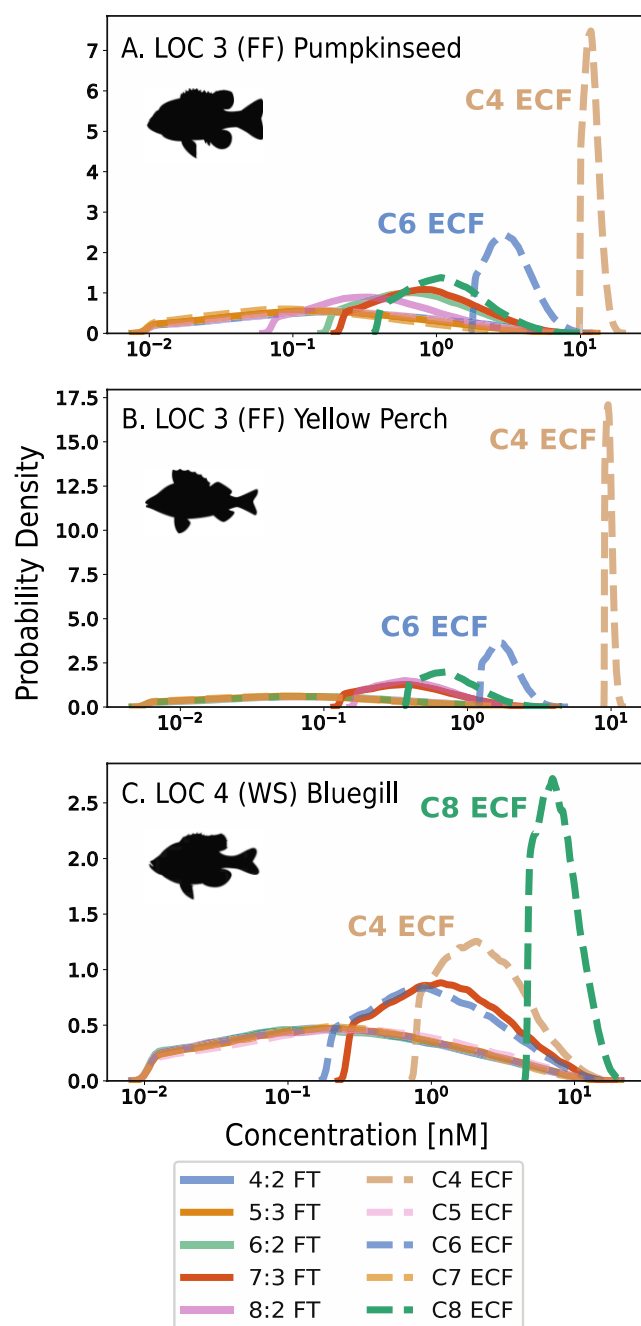 A. LOC 3 (FF) Pumpkinseed
C4 ECF
C6 ECF
7
6
5
4
3
2
1
0
10⁻² 10⁻¹ 10⁰ 10¹
B. LOC 3 (FF) Yellow Perch
C4 ECF
C6 ECF
17.5
15.0
12.5
10.0
7.5
5.0
2.5
0.0
10⁻² 10⁻¹ 10⁰ 10¹
Probability Density
C. LOC 4 (WS) Bluegill
C8 ECF
C4 ECF
2.5
2.0
1.5
1.0
0.5
0.0
10⁻² 10⁻¹ 10⁰ 10¹
Concentration [nM]
4:2 FT
5:3 FT
6:2 FT
7:3 FT
8:2 FT
C4 ECF
C5 ECF
C6 ECF
C7 ECF
C8 ECF